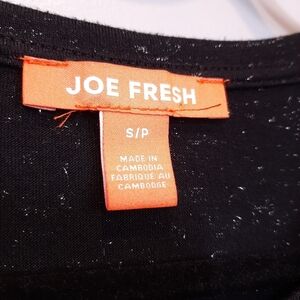 JOE FRESH
S/P
MADE IN
CAMBODIA
FABRIQUÉ AU
CAMBODGE